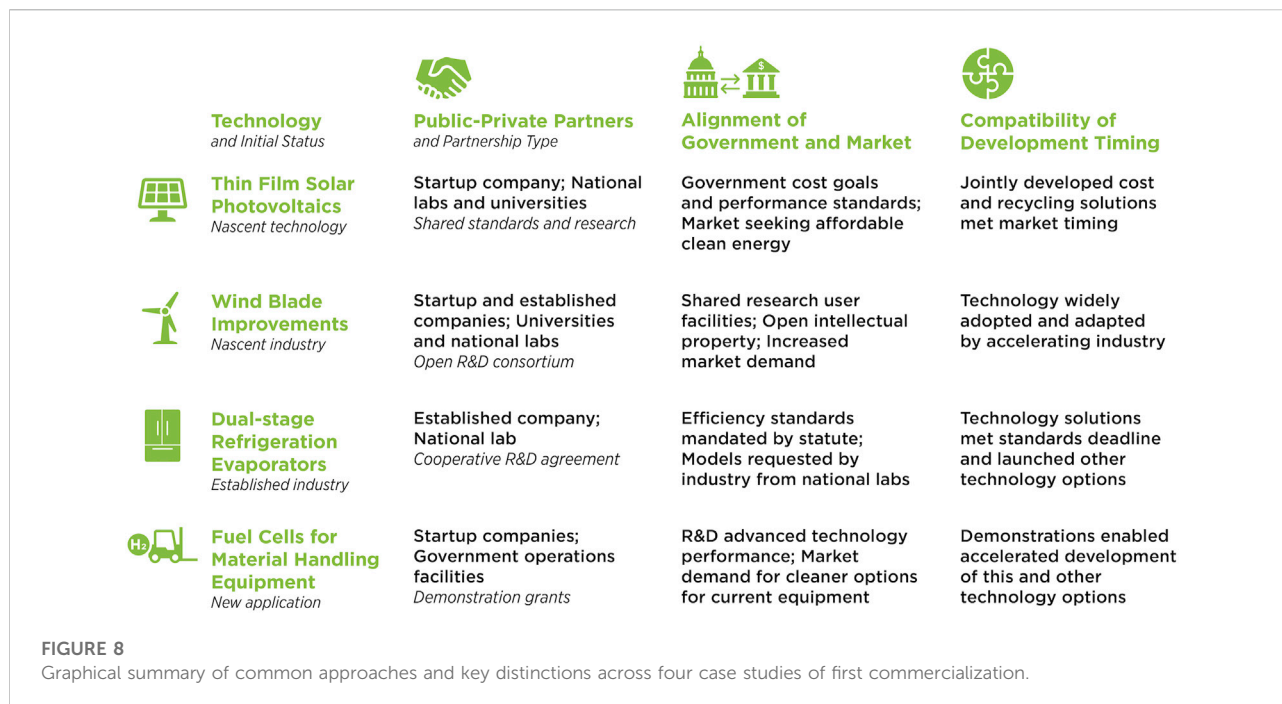 Technology
and Initial Status
Public-Private Partners
and Partnership Type
$
Alignment of
Government and Market
Compatibility of
Development Timing
Thin Film Solar
Photovoltaics
Nascent technology
Startup company; National
labs and universities
Shared standards and research
Government cost goals
and performance standards;
Market seeking affordable
clean energy
Jointly developed cost
and recycling solutions
met market timing
Wind Blade
Improvements
Nascent industry
Startup and established
companies; Universities
and national labs
Open R&D consortium
Shared research user
facilities; Open intellectual
property; Increased
market demand
Technology widely
adopted and adapted
by accelerating industry
Dual-stage
Refrigeration
Evaporators
Established industry
Established company;
National lab
Cooperative R&D agreement
Efficiency standards
mandated by statute;
Models requested by
industry from national labs
Technology solutions
met standards deadline
and launched other
technology options
H₂
Fuel Cells for
Material Handling
Equipment
New application
Startup companies;
Government operations
facilities
Demonstration grants
R&D advanced technology
performance; Market
demand for cleaner options
for current equipment
Demonstrations enabled
accelerated development
of this and other
technology options
FIGURE 8
Graphical summary of common approaches and key distinctions across four case studies of first commercialization.